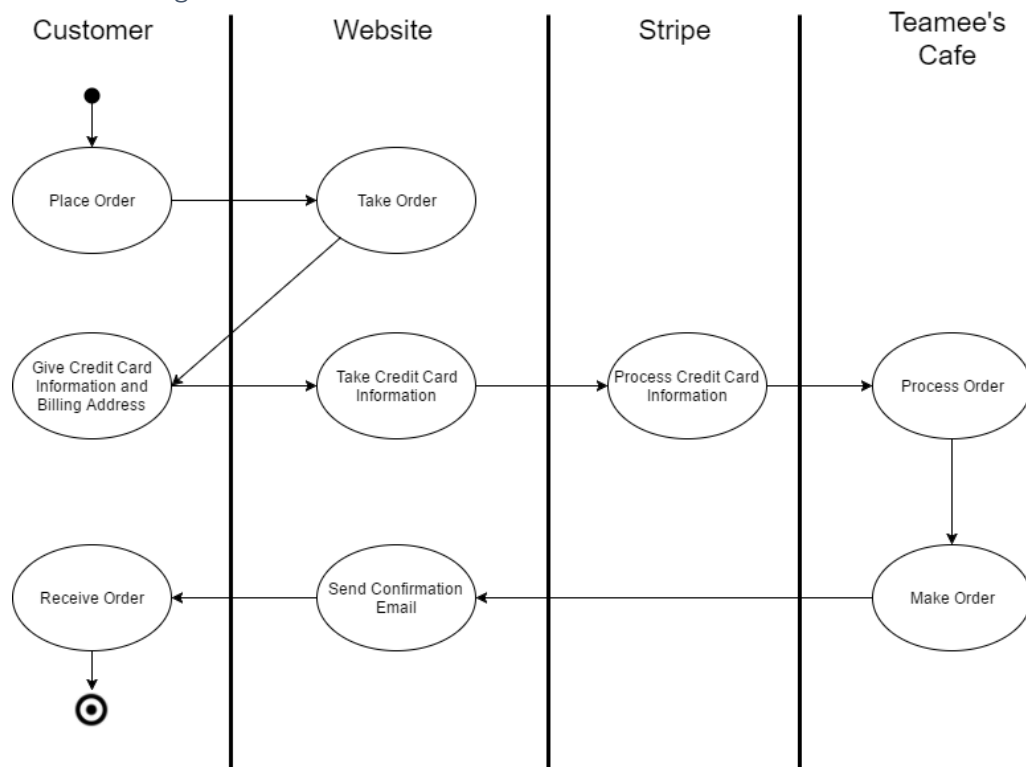 Customer
Website
Stripe
Teamee's
Cafe
Place Order
Take Order
Give Credit Card
Information and
Billing Address
Take Credit Card
Information
Process Credit Card
Information
Process Order
Receive Order
Send Confirmation
Email
Make Order